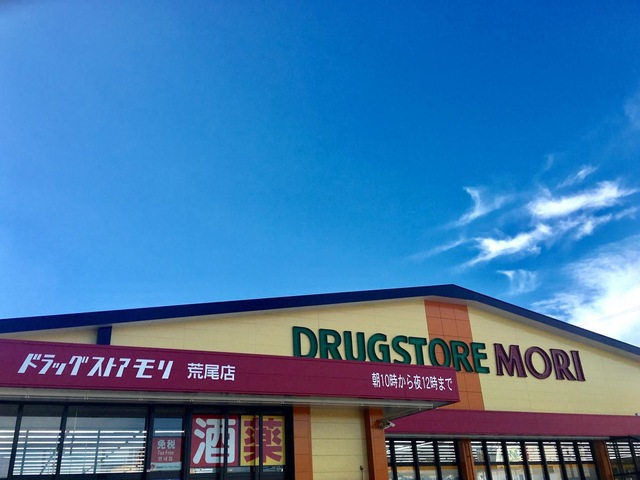 DRUGSTORE MORI
ドラッグストアモリ 荒尾店
朝10時から夜12時まで
免税
Tax Free
酒
薬